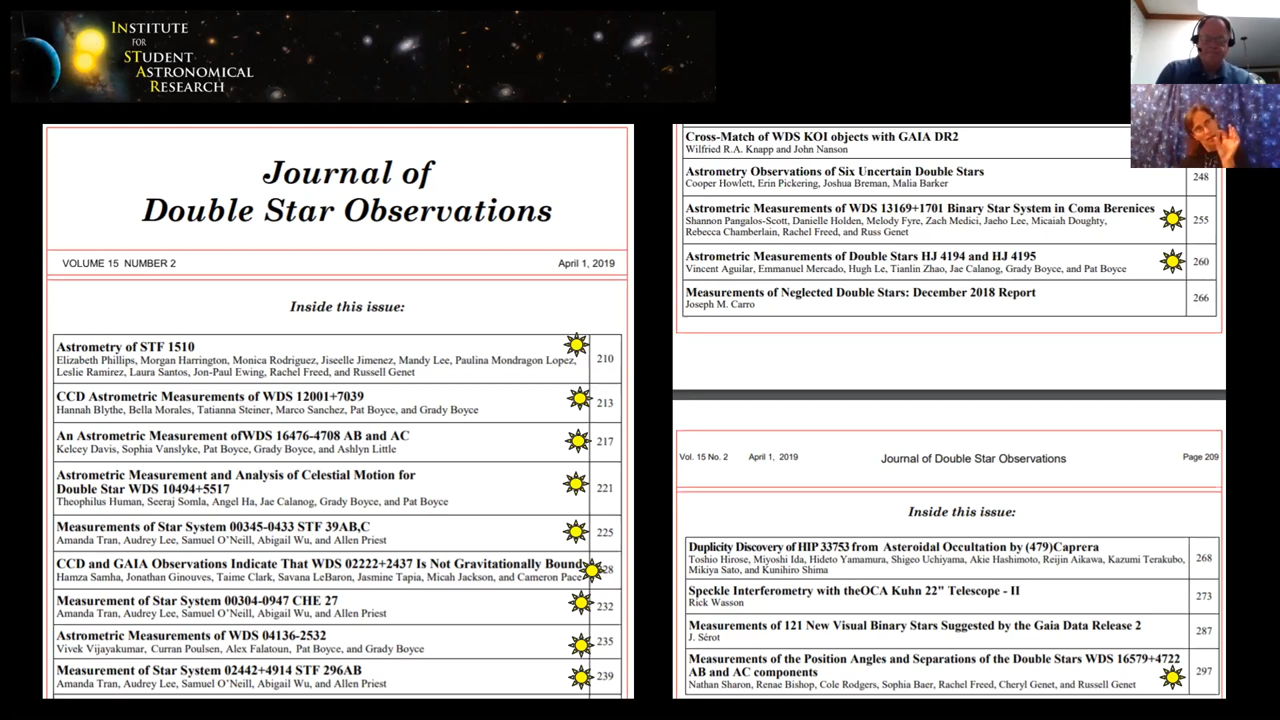 INSTITUTE
FOR
STUDENT
ASTRONOMICAL
RESEARCH
Journal of
Double Star Observations
VOLUME 15 NUMBER 2
April 1, 2019
Inside this issue:
Astrometry of STF 1510
Elizabeth Phillips, Morgan Harrington, Monica Rodriguez, Jiseelle Jimenez, Mandy Lee, Paulina Mondragon Lopez,
Leslie Ramirez, Laura Santos, Jon-Paul Ewing, Rachel Freed, and Russell Genet
210
CCD Astrometric Measurements of WDS 12001+7039
Hannah Blythe, Bella Morales, Tatianna Steiner, Marco Sanchez, Pat Boyce, and Grady Boyce
213
An Astrometric Measurement ofWDS 16476-4708 AB and AC
Kelcey Davis, Sophia Vanslyke, Pat Boyce, Grady Boyce, and Ashlyn Little
217
Astrometric Measurement and Analysis of Celestial Motion for
Double Star WDS 10494+5517
Theophilus Human, Seeraj Somla, Angel Ha, Jae Calanog, Grady Boyce, and Pat Boyce
221
Measurements of Star System 00345-0433 STF 39AB,C
Amanda Tran, Audrey Lee, Samuel O'Neill, Abigail Wu, and Allen Priest
225
CCD and GAIA Observations Indicate That WDS 02222+2437 Is Not Gravitationally Bound
Hamza Samha, Jonathan Ginouves, Taime Clark, Savana LeBaron, Jasmine Tapia, Micah Jackson, and Cameron Pace
28
Measurement of Star System 00304-0947 CHE 27
Amanda Tran, Audrey Lee, Samuel O'Neill, Abigail Wu, and Allen Priest
232
Astrometric Measurements of WDS 04136-2532
Vivek Vijayakumar, Curran Poulsen, Alex Falatoun, Pat Boyce, and Grady Boyce
235
Measurement of Star System 02442+4914 STF 296AB
Amanda Tran, Audrey Lee, Samuel O'Neill, Abigail Wu, and Allen Priest
239
Cross-Match of WDS KOI objects with GAIA DR2
Wilfried R.A. Knapp and John Nanson
Astrometry Observations of Six Uncertain Double Stars
Cooper Howlett, Erin Pickering, Joshua Breman, Malia Barker
248
Astrometric Measurements of WDS 13169+1701 Binary Star System in Coma Berenices
Shannon Pangalos-Scott, Danielle Holden, Melody Fyre, Zach Medici, Jaeho Lee, Micaiah Doughty,
Rebecca Chamberlain, Rachel Freed, and Russ Genet
255
Astrometric Measurements of Double Stars HJ 4194 and HJ 4195
Vincent Aguilar, Emmanuel Mercado, Hugh Le, Tianlin Zhao, Jae Calanog, Grady Boyce, and Pat Boyce
260
Measurements of Neglected Double Stars: December 2018 Report
Joseph M. Carro
266
Vol. 15 No. 2 April 1, 2019
Journal of Double Star Observations
Page 209
Inside this issue:
Duplicity Discovery of HIP 33753 from Asteroidal Occultation by (479)Caprera
Toshio Hirose, Miyoshi Ida, Hideto Yamamura, Shigeo Uchiyama, Akie Hashimoto, Reijin Aikawa, Kazumi Terakubo,
Mikiya Sato, and Kunihiro Shima
268
Speckle Interferometry with theOCA Kuhn 22" Telescope - II
Rick Wasson
273
Measurements of 121 New Visual Binary Stars Suggested by the Gaia Data Release 2
J. Sérot
287
Measurements of the Position Angles and Separations of the Double Stars WDS 16579+4722
AB and AC components
Nathan Sharon, Renae Bishop, Cole Rodgers, Sophia Baer, Rachel Freed, Cheryl Genet, and Russell Genet
297